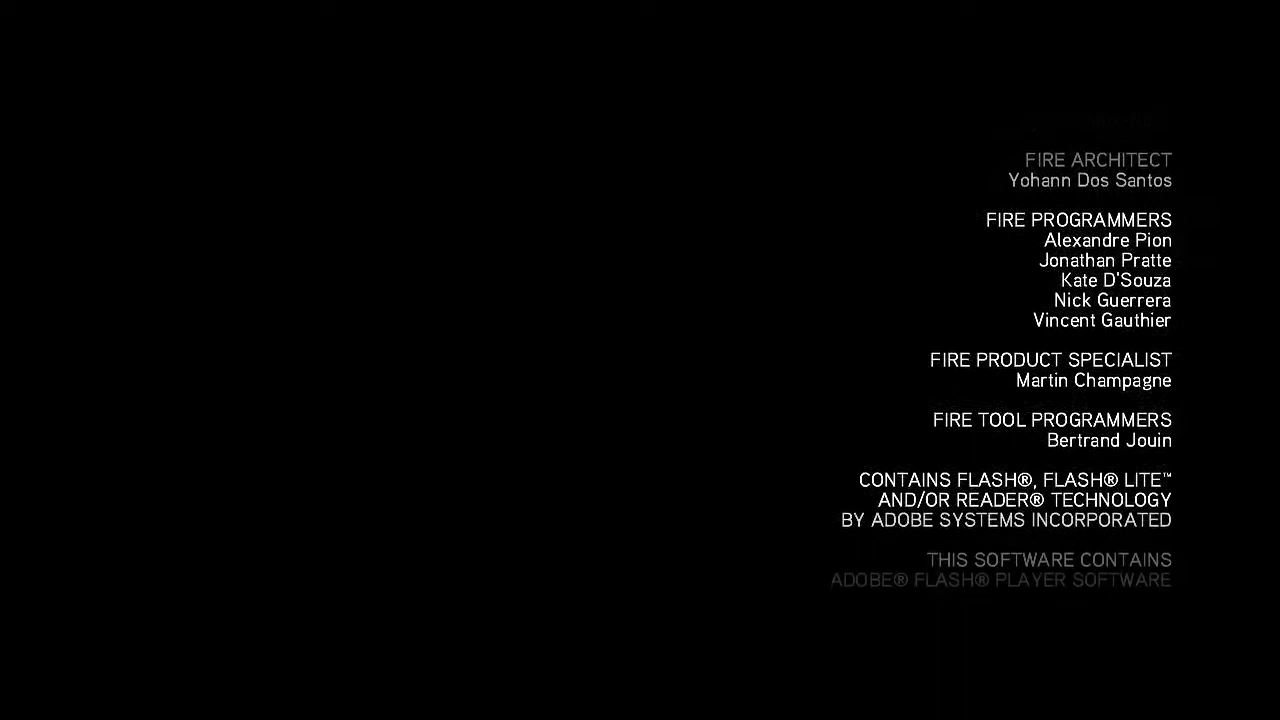 FIRE ARCHITECT
Yohann Dos Santos
FIRE PROGRAMMERS
Alexandre Pion
Jonathan Pratte
Kate D'Souza
Nick Guerrera
Vincent Gauthier
FIRE PRODUCT SPECIALIST
Martin Champagne
FIRE TOOL PROGRAMMERS
Bertrand Jouin
CONTAINS FLASH®, FLASH® LITE™
AND/OR READER® TECHNOLOGY
BY ADOBE SYSTEMS INCORPORATED
THIS SOFTWARE CONTAINS
ADOBE® FLASH® PLAYER SOFTWARE